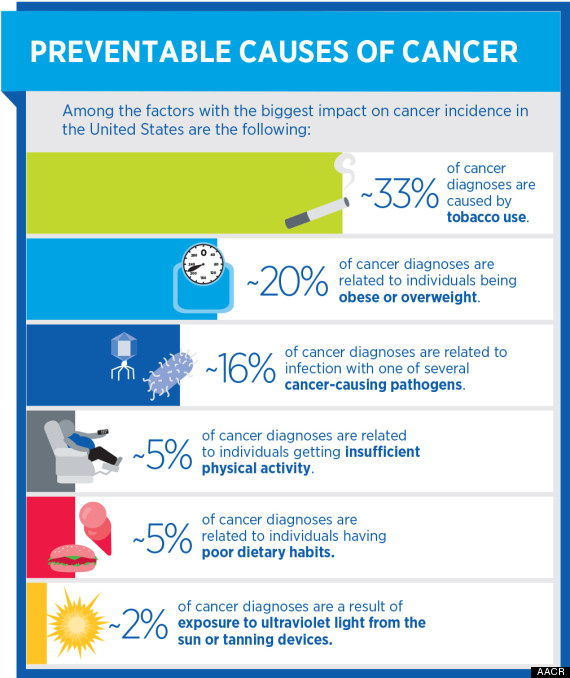 PREVENTABLE CAUSES OF CANCER
Among the factors with the biggest impact on cancer incidence in
the United States are the following:
~33%
of cancer
diagnoses are
caused by
tobacco use.
~20%
of cancer diagnoses are
related to individuals being
obese or overweight.
~16%
of cancer diagnoses are related to
infection with one of several
cancer-causing pathogens.
~5%
of cancer diagnoses are related
to individuals getting insufficient
physical activity.
~5%
of cancer diagnoses are
related to individuals having
poor dietary habits.
~2%
of cancer diagnoses are a result of
exposure to ultraviolet light from the
sun or tanning devices.
AACR